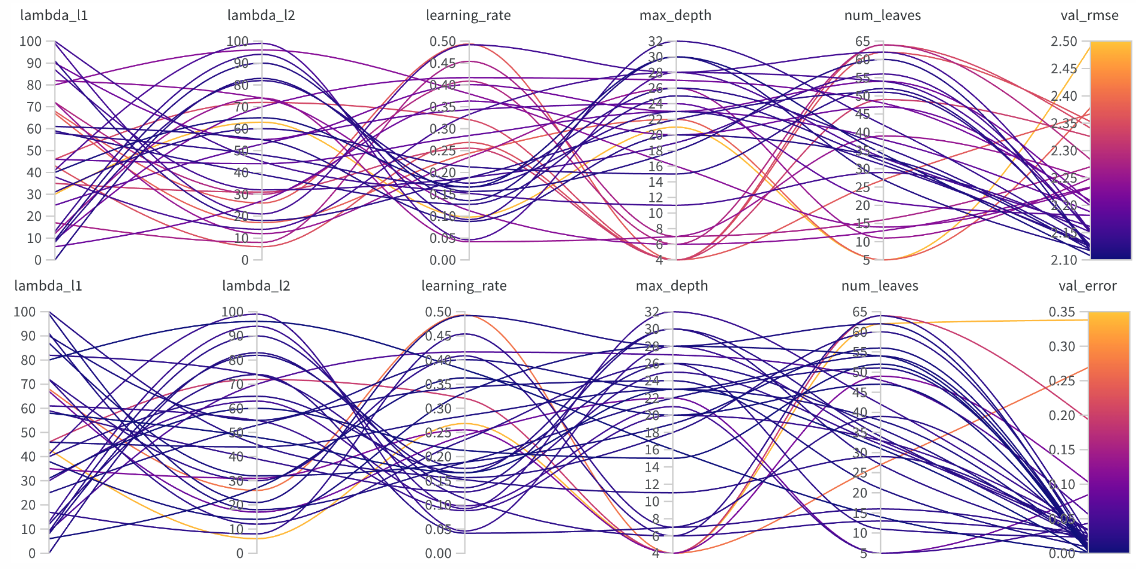 lambda_l1 lambda_l2 learning_rate max_depth num_leaves val_rmse
100 100 0.50 32 65 2.50
90 90 0.45 30 60 2.45
80 80 0.40 28 55 2.40
70 70 0.35 26 50 2.35
60 60 0.30 24 45 2.30
50 50 0.25 22 40 2.25
40 40 0.20 20 35 2.20
30 30 0.15 18 30 2.15
20 20 0.10 16 25 2.10
10 10 0.05 14 20
0 0 0.00 12 15
10 10
8 5
6
4
lambda_l1 lambda_l2 learning_rate max_depth num_leaves val_error
100 100 0.50 32 65 0.35
90 90 0.45 30 60 0.30
80 80 0.40 28 55 0.25
70 70 0.35 26 50 0.20
60 60 0.30 24 45 0.15
50 50 0.25 22 40 0.10
40 40 0.20 20 35 0.05
30 30 0.15 18 30 0.00
20 20 0.10 16 25
10 10 0.05 14 20
0 0 0.00 12 15
10 10
8 5
6
4